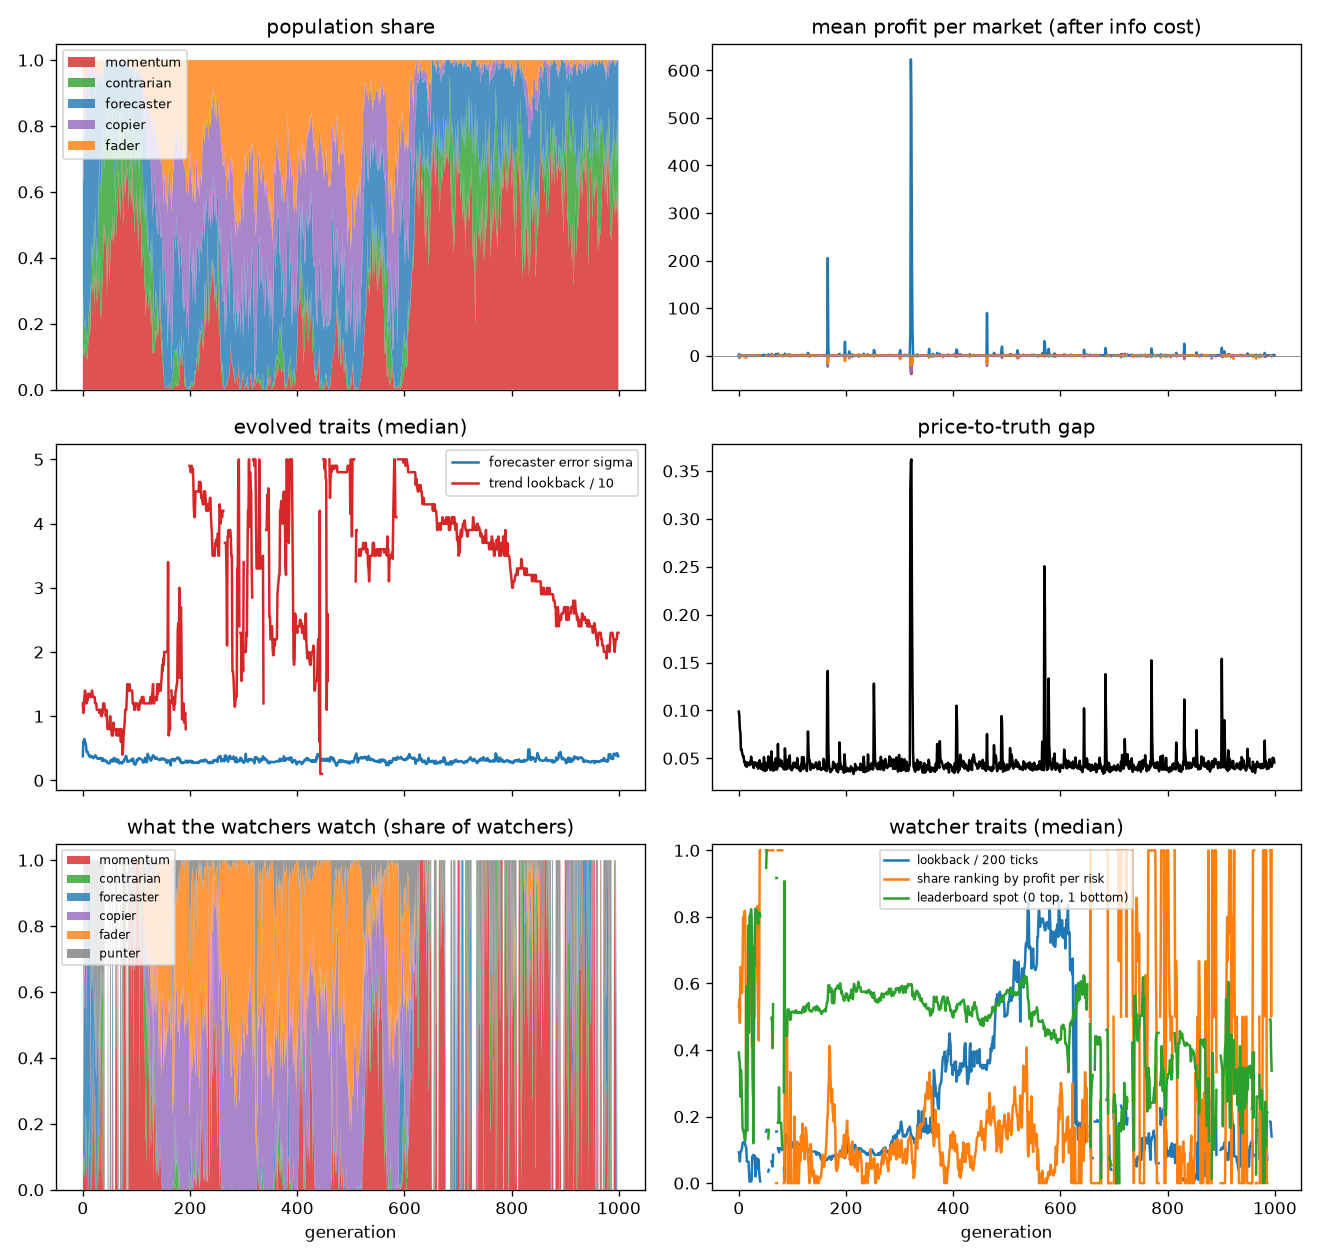 population share
1.0
0.8
0.6
0.4
0.2
0.0
momentum
contrarian
forecaster
copier
fader
0
200
400
600
800
1000
mean profit per market (after info cost)
600
500
400
300
200
100
0
evolved traits (median)
5
4
3
2
1
0
forecaster error sigma
trend lookback / 10
price-to-truth gap
0.35
0.30
0.25
0.20
0.15
0.10
0.05
what the watchers watch (share of watchers)
1.0
0.8
0.6
0.4
0.2
0.0
momentum
contrarian
forecaster
copier
fader
punter
0
200
400
600
800
1000
generation
watcher traits (median)
1.0
0.8
0.6
0.4
0.2
0.0
lookback / 200 ticks
share ranking by profit per risk
leaderboard spot (0 top, 1 bottom)
0
200
400
600
800
1000
generation